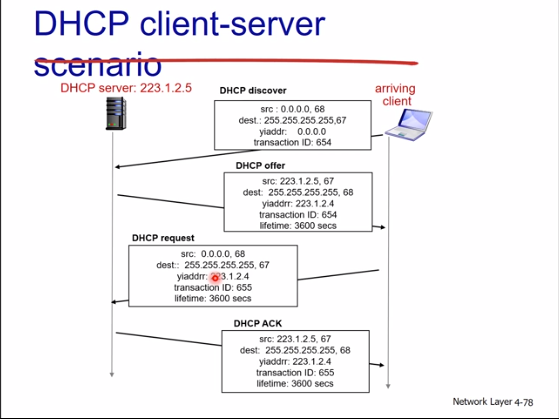 DHCP client-server
scenario
DHCP server: 223.1.2.5
arriving
client
DHCP discover
src : 0.0.0.0, 68
dest.: 255.255.255.255,67
yiaddr: 0.0.0.0
transaction ID: 654
DHCP offer
src: 223.1.2.5, 67
dest: 255.255.255.255, 68
yiaddrr: 223.1.2.4
transaction ID: 654
lifetime: 3600 secs
DHCP request
src: 0.0.0.0, 68
dest:: 255.255.255.255, 67
yiaddrr: 223.1.2.4
transaction ID: 655
lifetime: 3600 secs
DHCP ACK
src: 223.1.2.5, 67
dest: 255.255.255.255, 68
yiaddrr: 223.1.2.4
transaction ID: 655
lifetime: 3600 secs
Network Layer 4-78